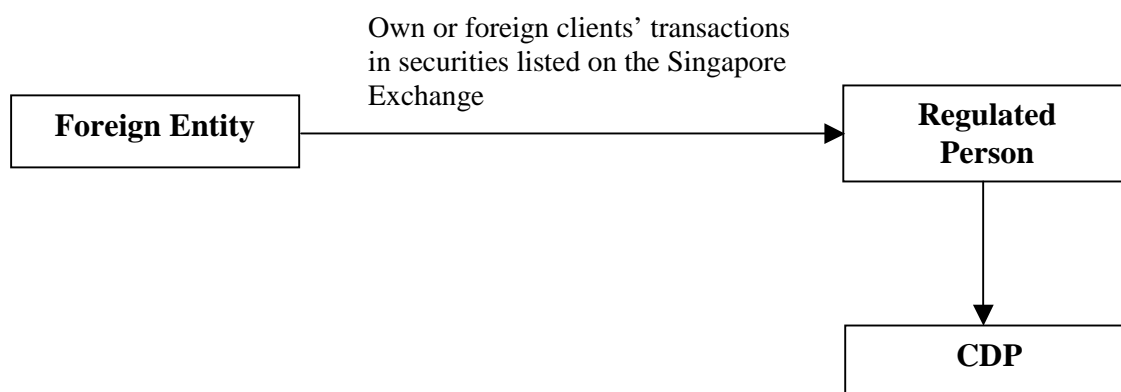 Own or foreign clients’ transactions
in securities listed on the Singapore
Exchange
Foreign Entity
Regulated
Person
CDP